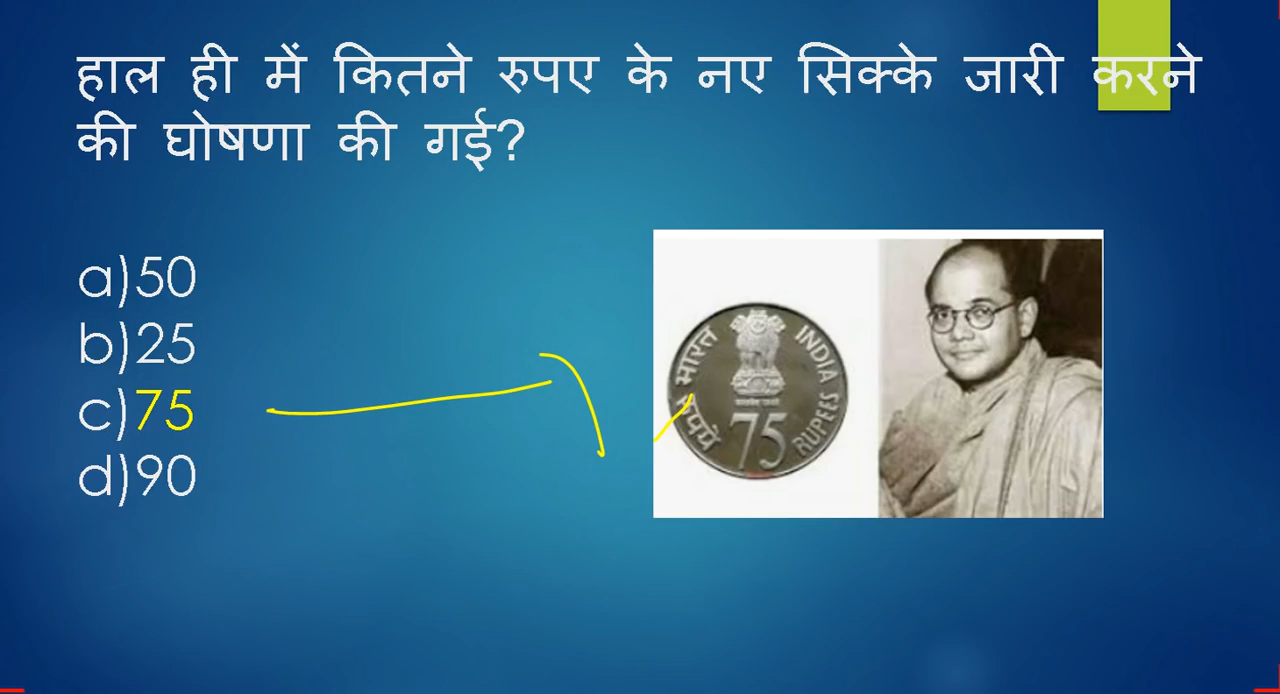 हाल ही में कितने रुपए के नए सिक्के जारी करने
की घोषणा की गई?
a)50
b)25
c)75
d)90
भारत
INDIA
रुपये
75
RUPEES